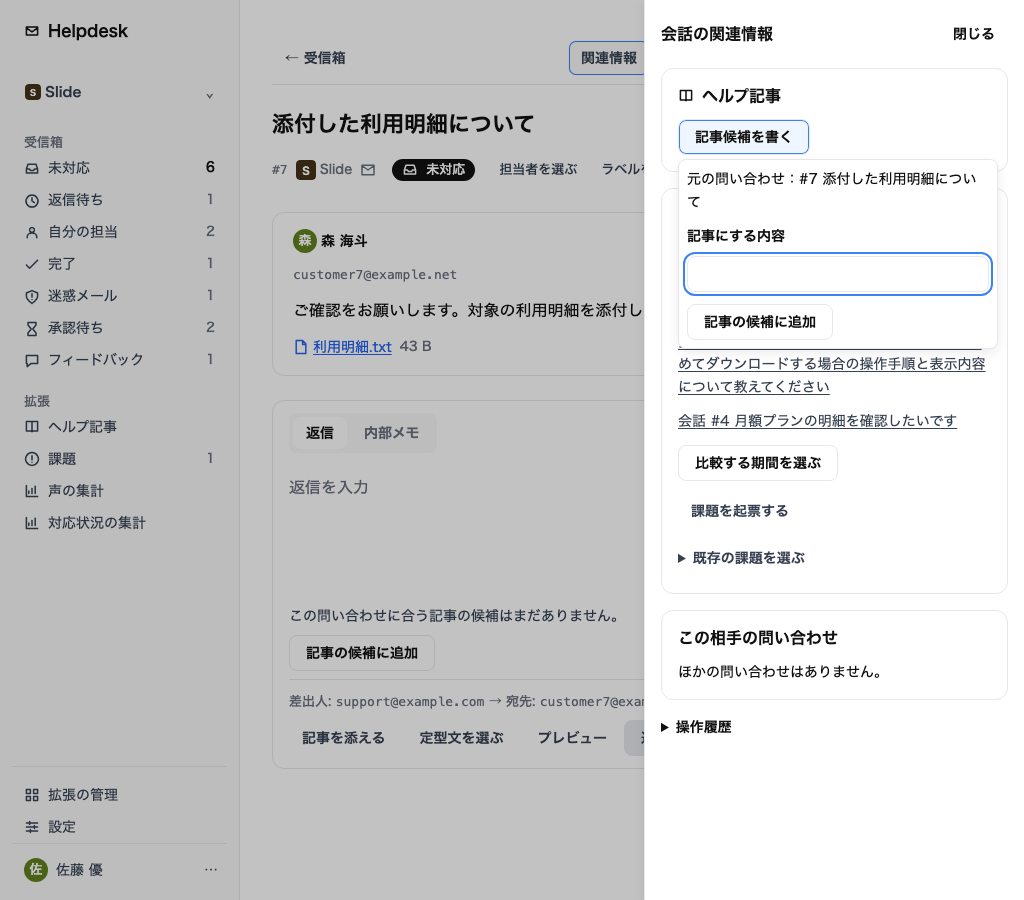 Helpdesk
S Slide
受信箱
未対応 6
返信待ち 1
自分の担当 2
完了 1
迷惑メール 1
承認待ち 2
フィードバック 1
拡張
ヘルプ記事
課題 1
声の集計
対応状況の集計
拡張の管理
設定
佐 佐藤 優 …
← 受信箱
関連情報
添付した利用明細について
#7 S Slide 未対応 担当者を選ぶ ラベル
森 森 海斗
customer7@example.net
ご確認をお願いします。対象の利用明細を添付し
利用明細.txt 43 B
返信 内部メモ
返信を入力
この問い合わせに合う記事の候補はまだありません。
記事の候補に追加
差出人: support@example.com → 宛先: customer7@exam
記事を添える 定型文を選ぶ プレビュー
会話の関連情報 閉じる
ヘルプ記事
記事候補を書く
元の問い合わせ：#7 添付した利用明細につい
て
記事にする内容
記事の候補に追加
めてダウンロードする場合の操作手順と表示内容
について教えてください
会話 #4 月額プランの明細を確認したいです
比較する期間を選ぶ
課題を起票する
▶ 既存の課題を選ぶ
この相手の問い合わせ
ほかの問い合わせはありません。
▶ 操作履歴